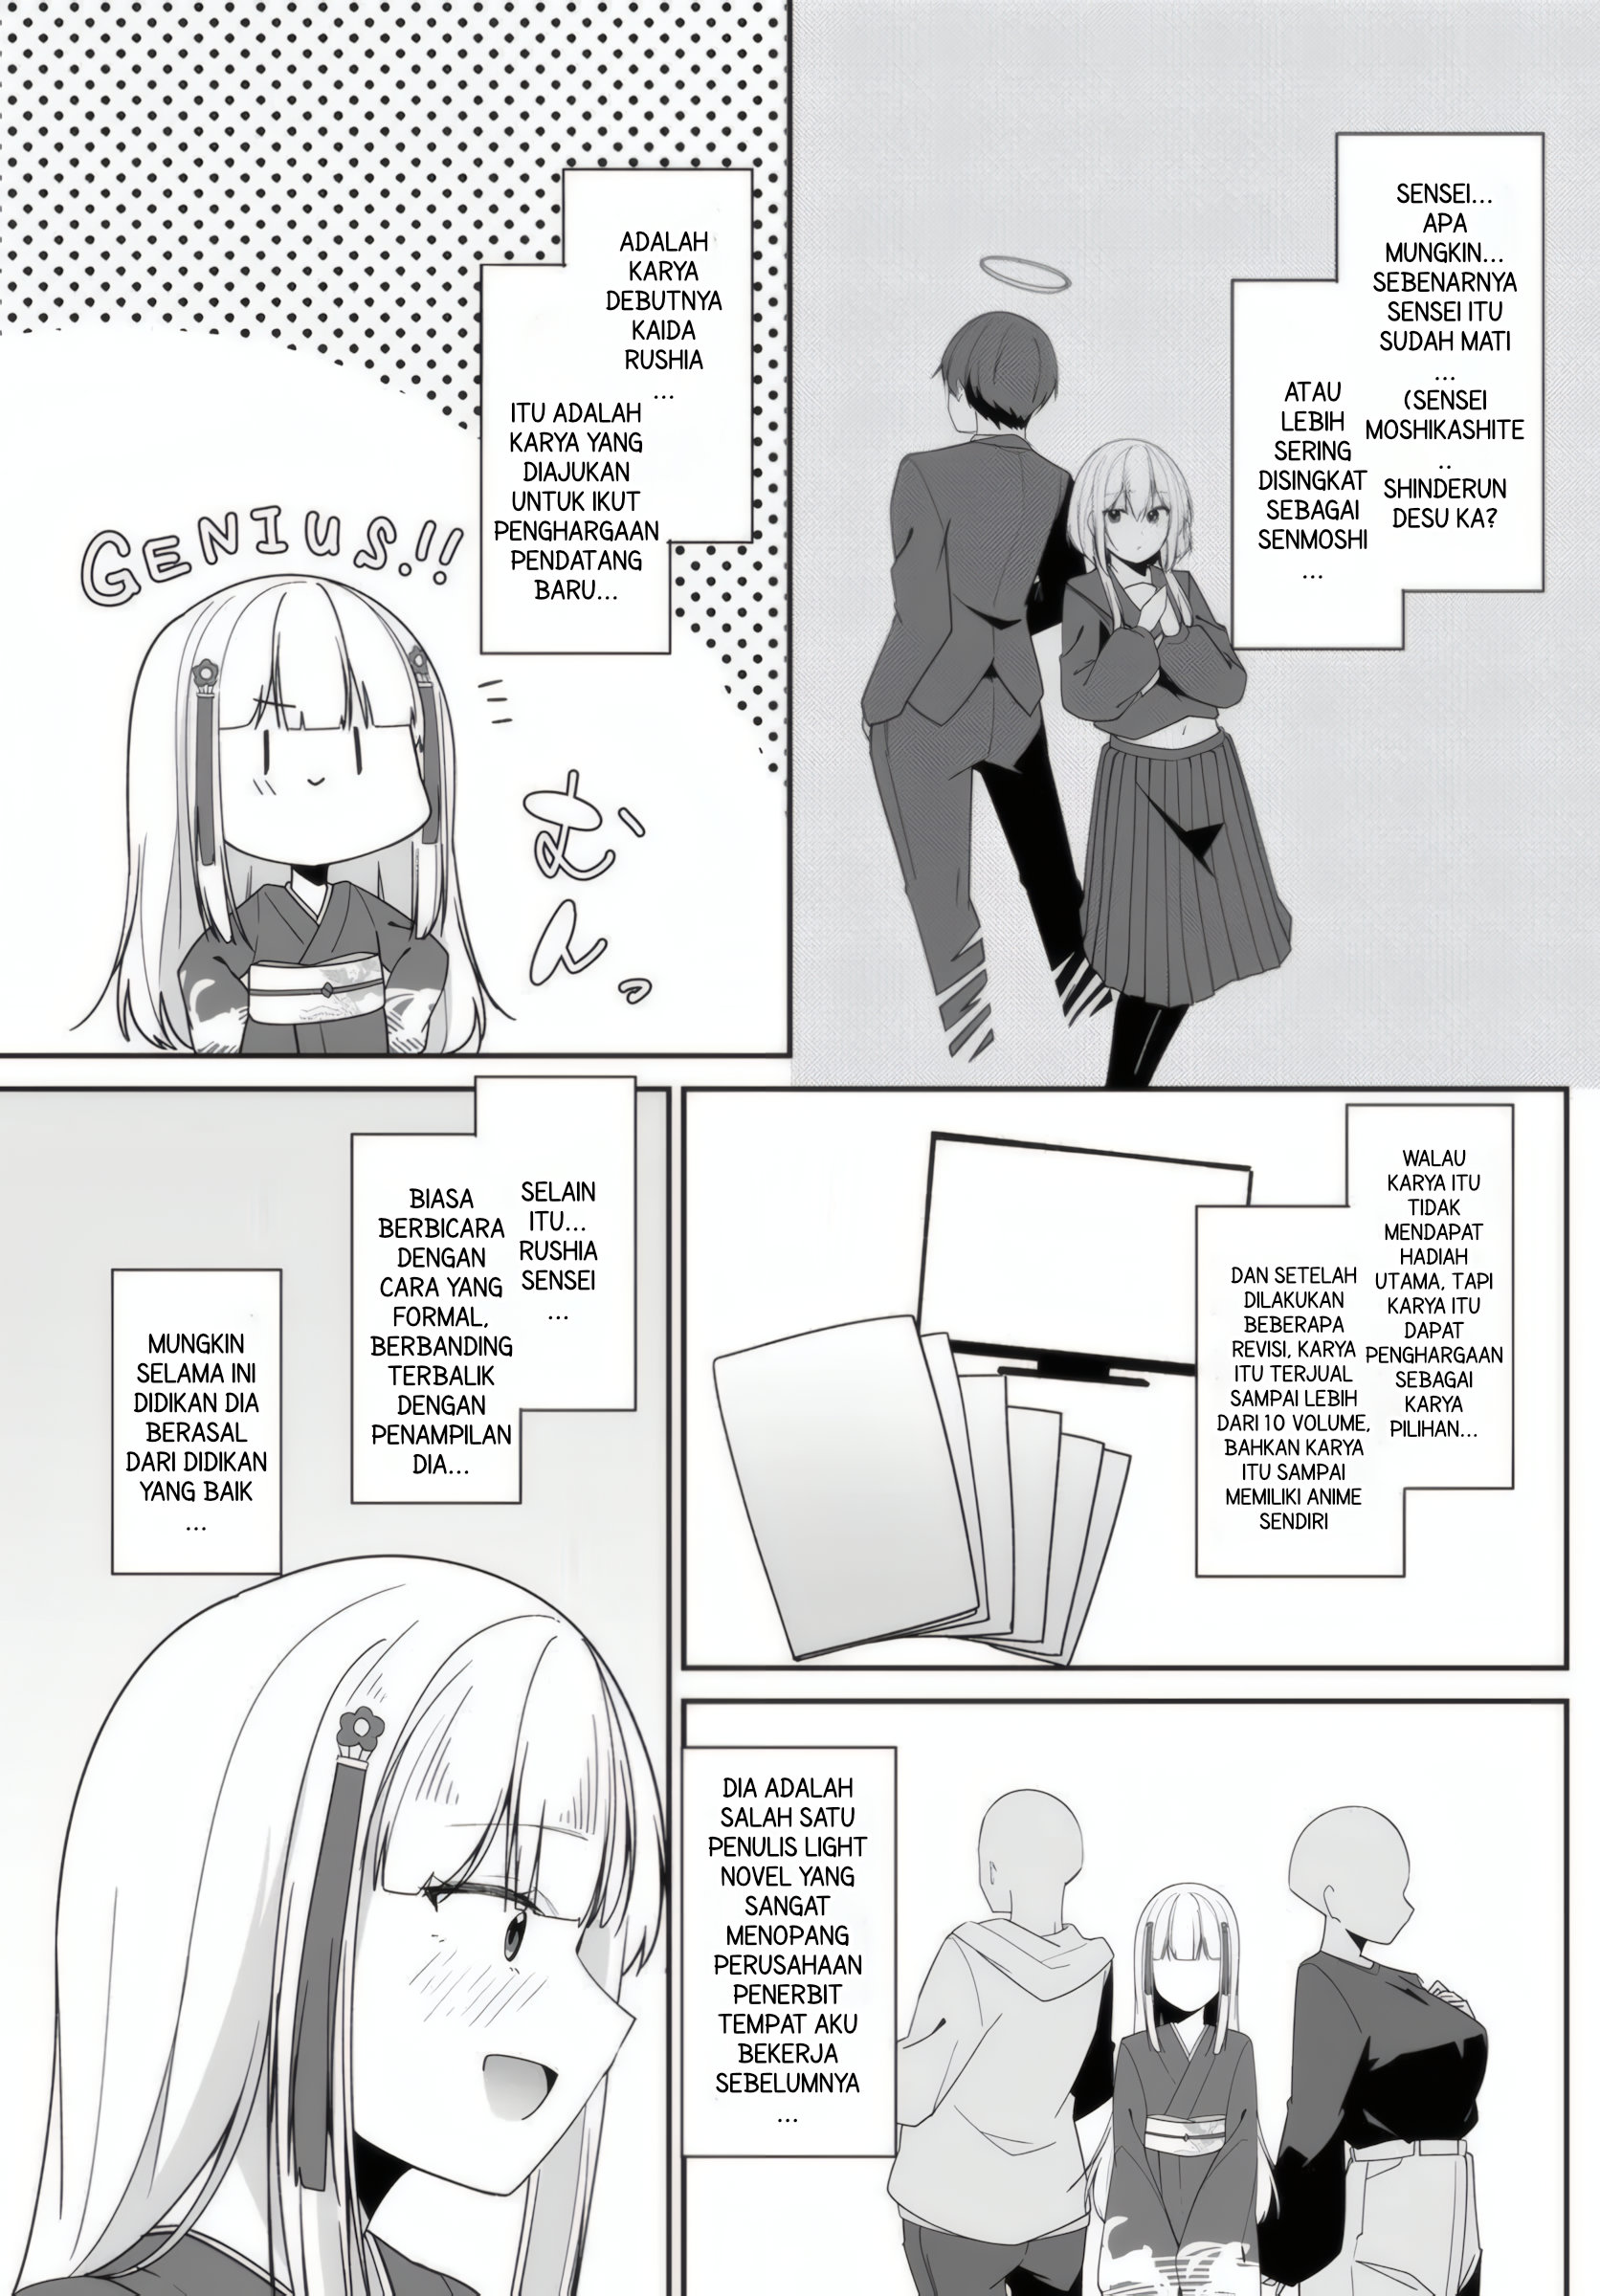 SENSEI...
APA
MUNGKIN...
SEBENARNYA
SENSEI ITU
SUDAH MATI
...
(SENSEI
MOSHIKASHITE
..
SHINDERUN
DESU KA?
ATAU
LEBIH
SERING
DISINGKAT
SEBAGAI
SENMOSHI
...
ADALAH
KARYA
DEBUTNYA
KAIDA
RUSHIA
...
ITU ADALAH
KARYA YANG
DIAJUKAN
UNTUK IKUT
PENGHARGAAN
PENDATANG
BARU...
GENIUS!!
むんっ
WALAU
KARYA ITU
TIDAK
MENDAPAT
HADIAH
UTAMA, TAPI
KARYA ITU
DAPAT
PENGHARGAAN
SEBAGAI
KARYA
PILIHAN...
DAN SETELAH
DILAKUKAN
BEBERAPA
REVISI, KARYA
ITU TERJUAL
SAMPAI LEBIH
DARI 10 VOLUME,
BAHKAN KARYA
ITU SAMPAI
MEMILIKI ANIME
SENDIRI
DIA ADALAH
SALAH SATU
PENULIS LIGHT
NOVEL YANG
SANGAT
MENOPANG
PERUSAHAAN
PENERBIT
TEMPAT AKU
BEKERJA
SEBELUMNYA
...
SELAIN
ITU...
RUSHIA
SENSEI
...
BIASA
BERBICARA
DENGAN
CARA YANG
FORMAL,
BERBANDING
TERBALIK
DENGAN
PENAMPILAN
DIA...
MUNGKIN
SELAMA INI
DIDIKAN DIA
BERASAL
DARI DIDIKAN
YANG BAIK
...